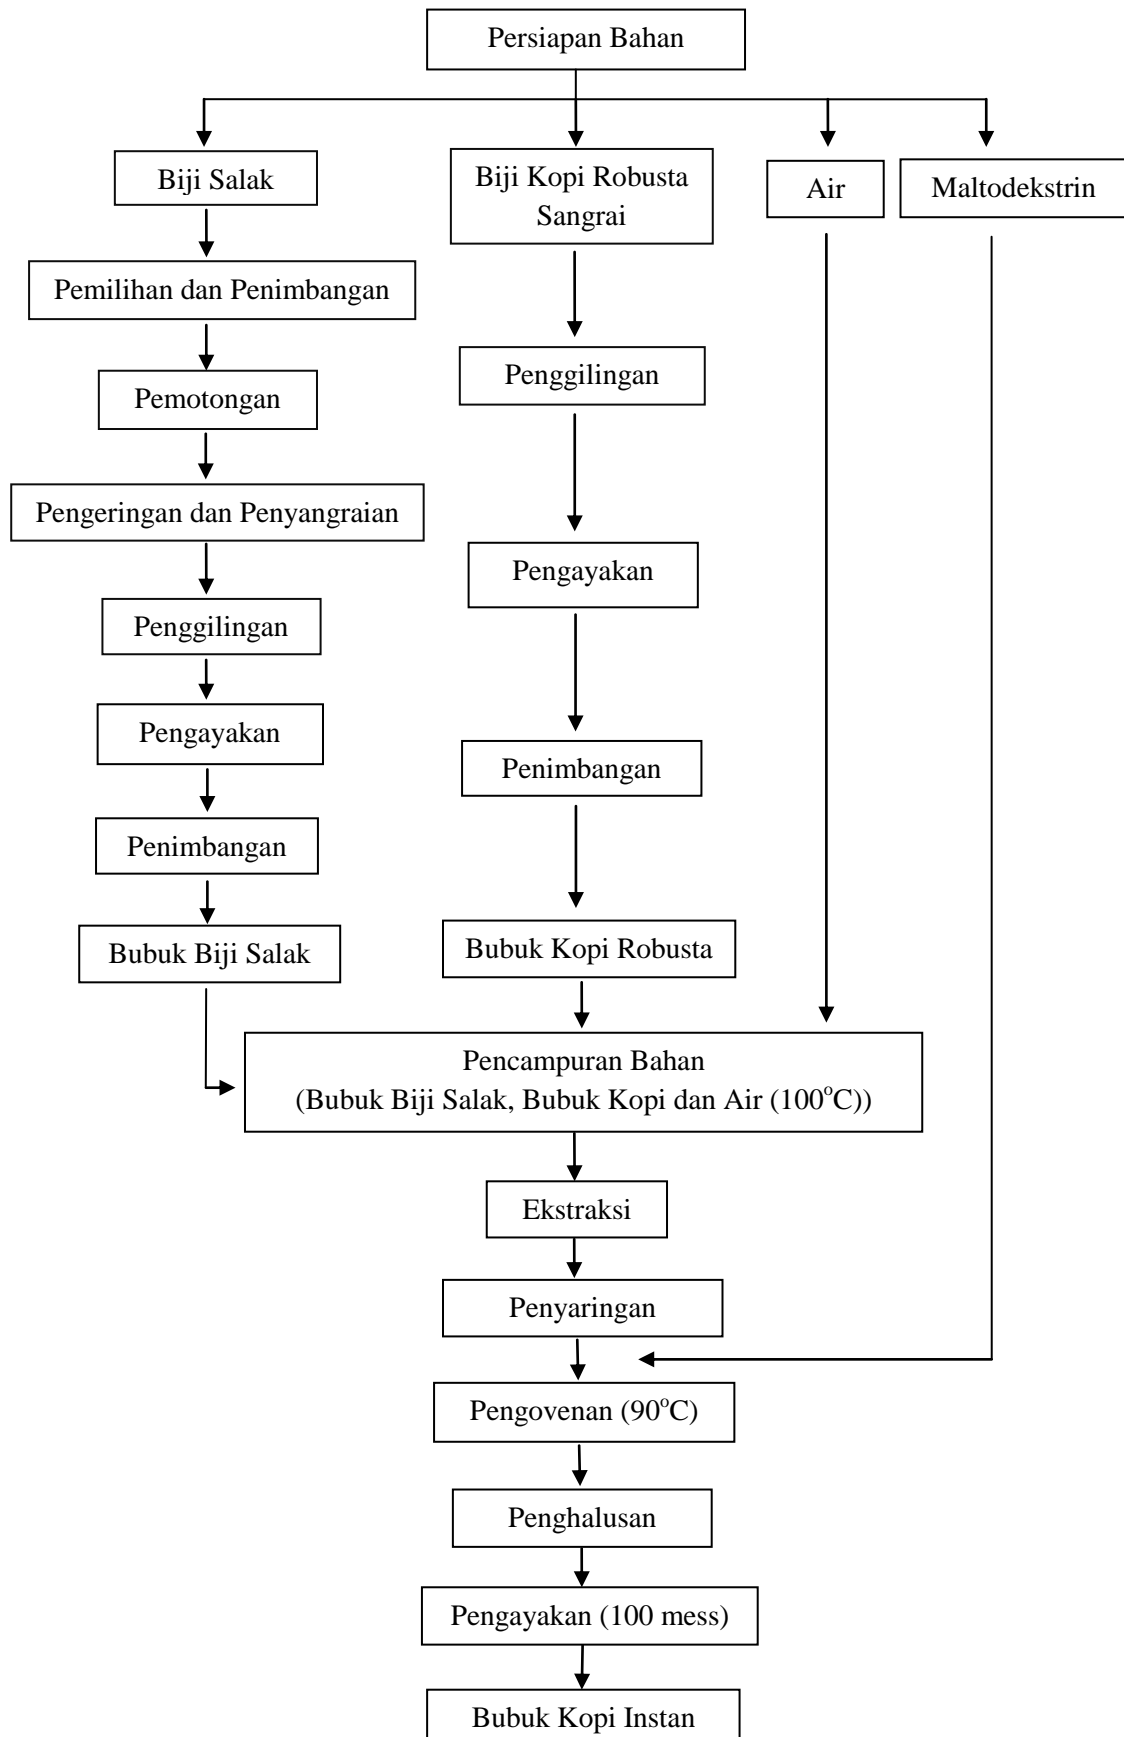 Persiapan Bahan
Biji Salak
Biji Kopi Robusta
Sangrai
Air
Maltodekstrin
Pemilihan dan Penimbangan
Pemotongan
Pengeringan dan Penyangraian
Penggilingan
Pengayakan
Penimbangan
Bubuk Biji Salak
Penggilingan
Pengayakan
Penimbangan
Bubuk Kopi Robusta
Pencampuran Bahan
(Bubuk Biji Salak, Bubuk Kopi dan Air (100°C))
Ekstraksi
Penyaringan
Pengovenan (90°C)
Penghalusan
Pengayakan (100 mess)
Bubuk Kopi Instan